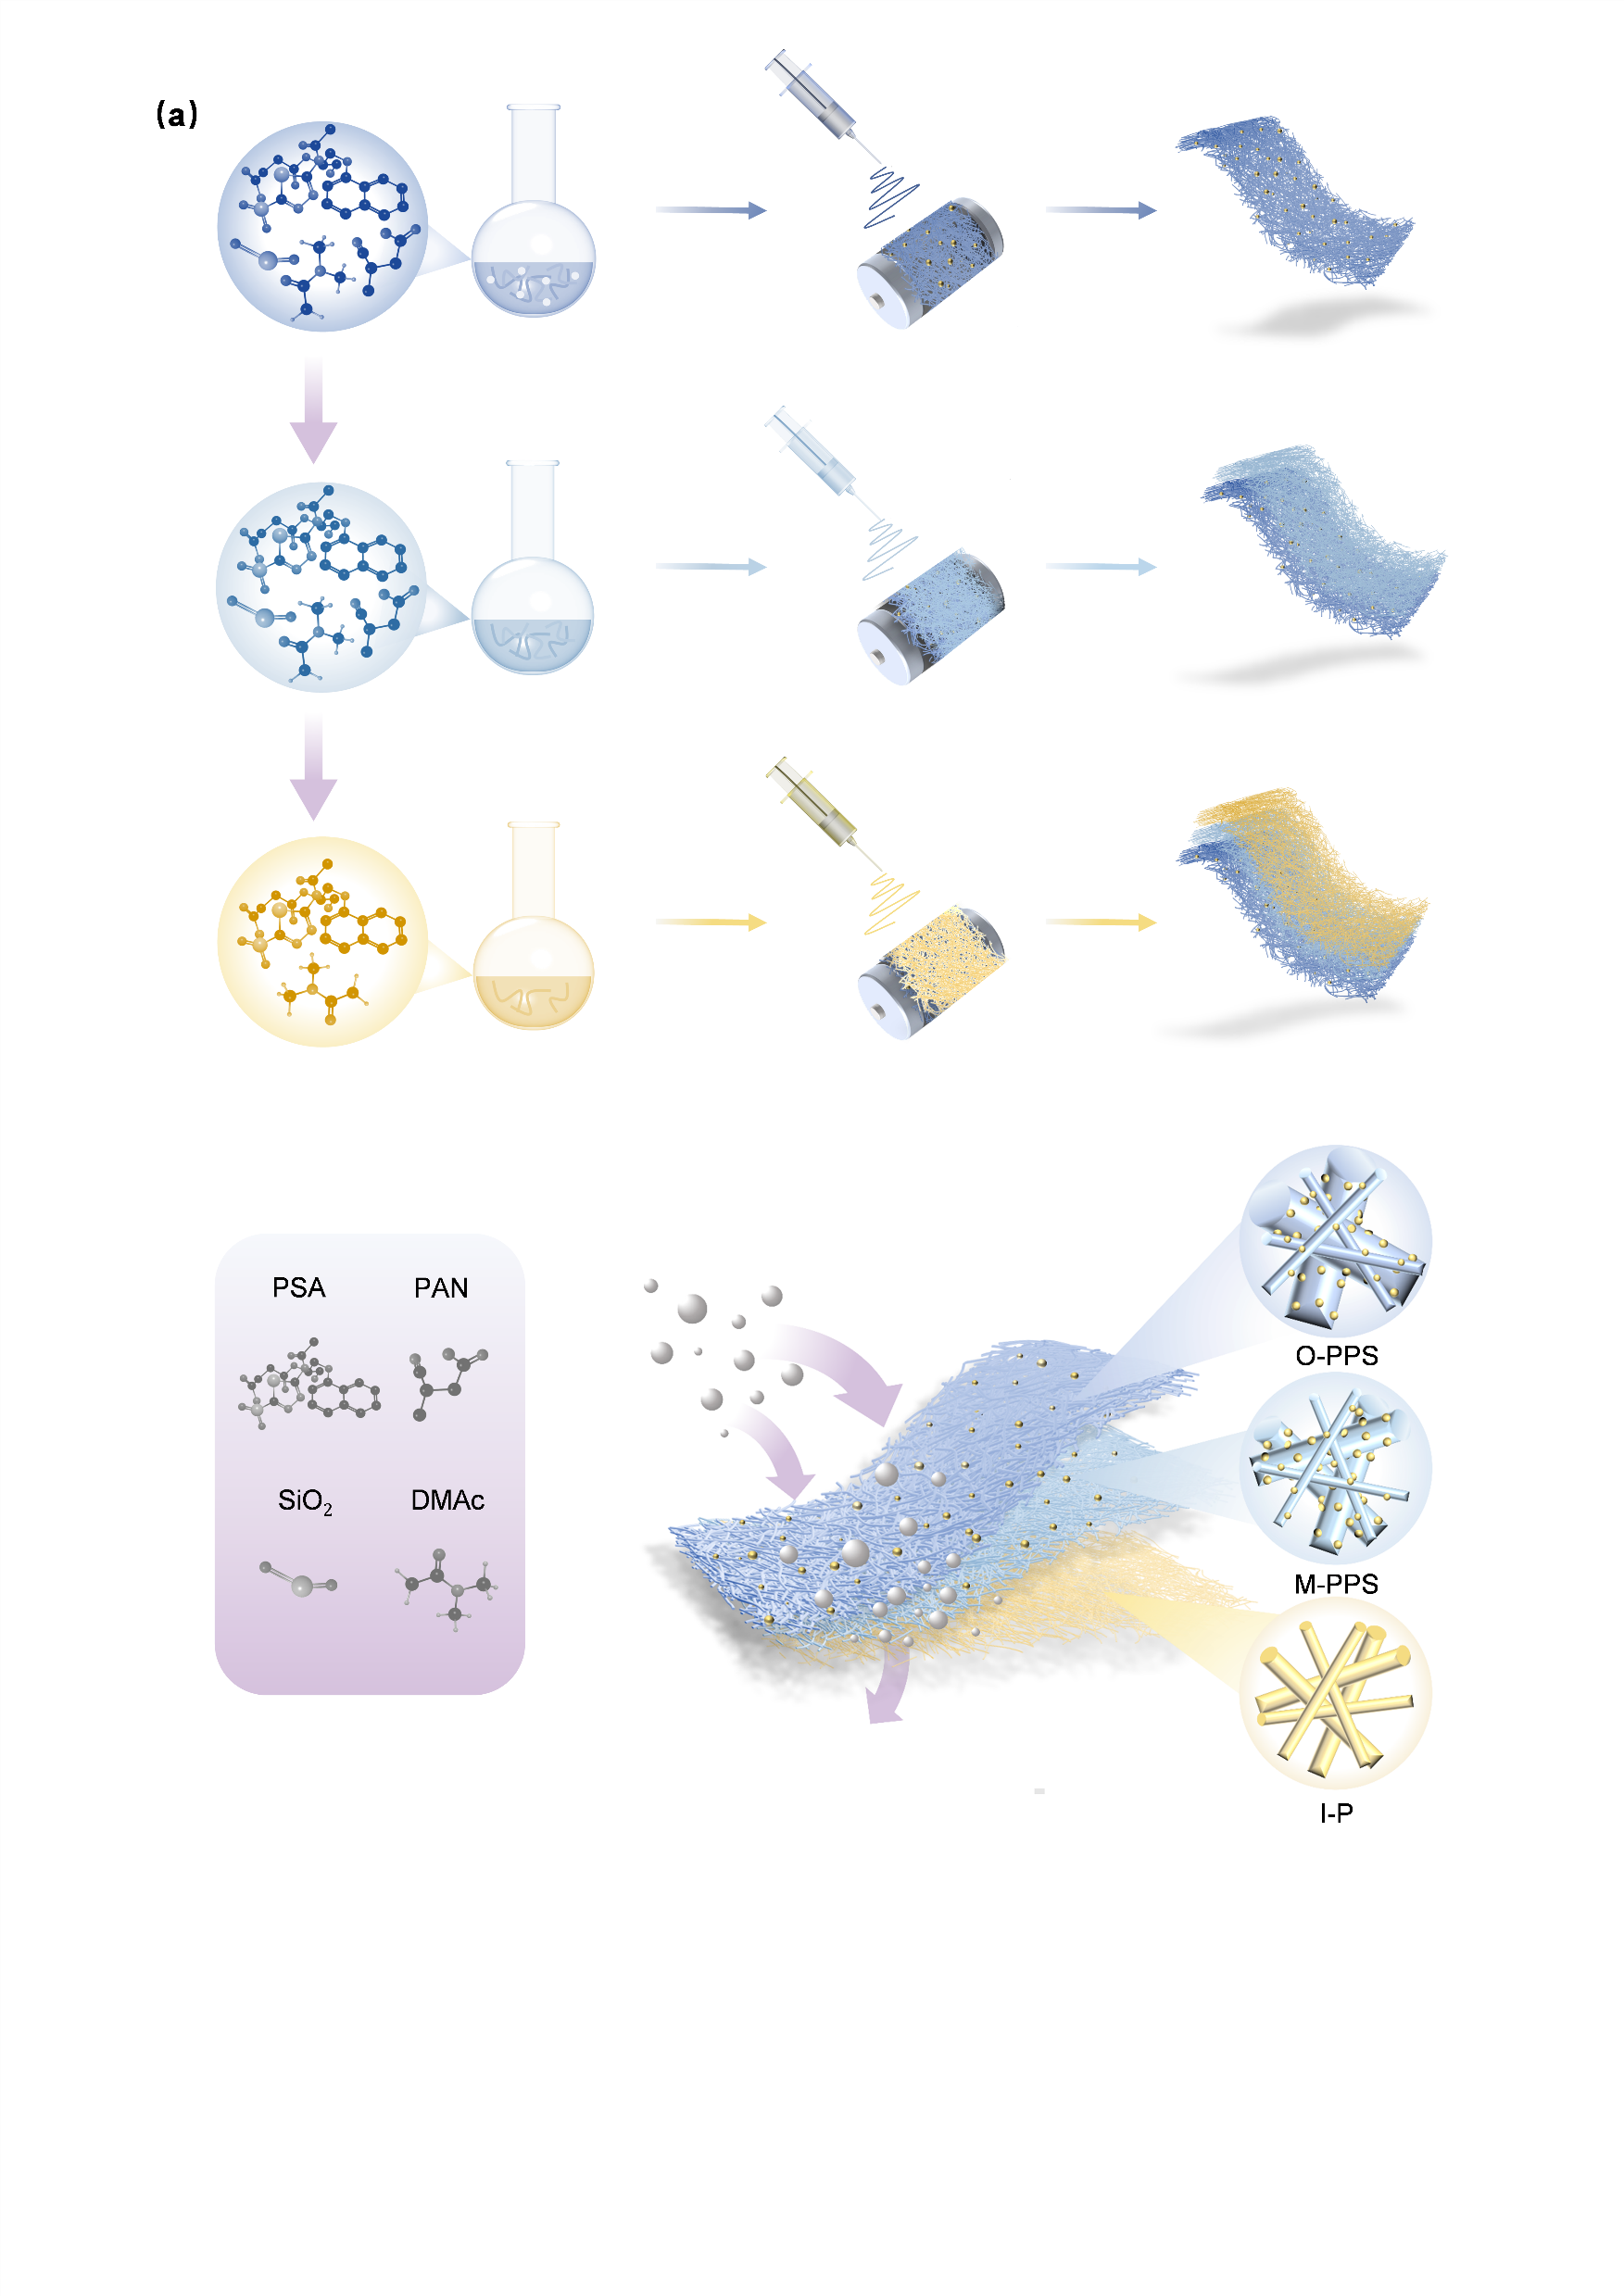 (a)
PSA PAN
SiO₂ DMAc
O-PPS
M-PPS
I-P